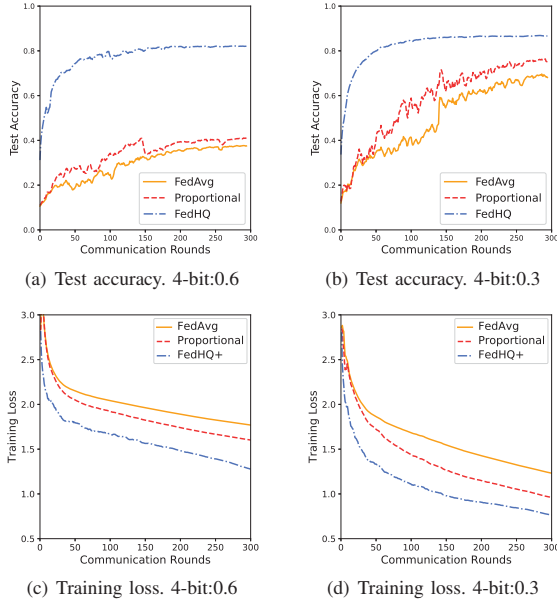 1.0
0.8
0.6
0.4
0.2
0.0
Test Accuracy
0 50 100 150 200 250 300
Communication Rounds
FedAvg
Proportional
FedHQ
(a) Test accuracy. 4-bit:0.6
1.0
0.8
0.6
0.4
0.2
0.0
Test Accuracy
0 50 100 150 200 250 300
Communication Rounds
FedAvg
Proportional
FedHQ
(b) Test accuracy. 4-bit:0.3
3.0
2.5
2.0
1.5
1.0
0.5
Training Loss
0 50 100 150 200 250 300
Communication Rounds
FedAvg
Proportional
FedHQ+
(c) Training loss. 4-bit:0.6
3.0
2.5
2.0
1.5
1.0
0.5
Training Loss
0 50 100 150 200 250 300
Communication Rounds
FedAvg
Proportional
FedHQ+
(d) Training loss. 4-bit:0.3